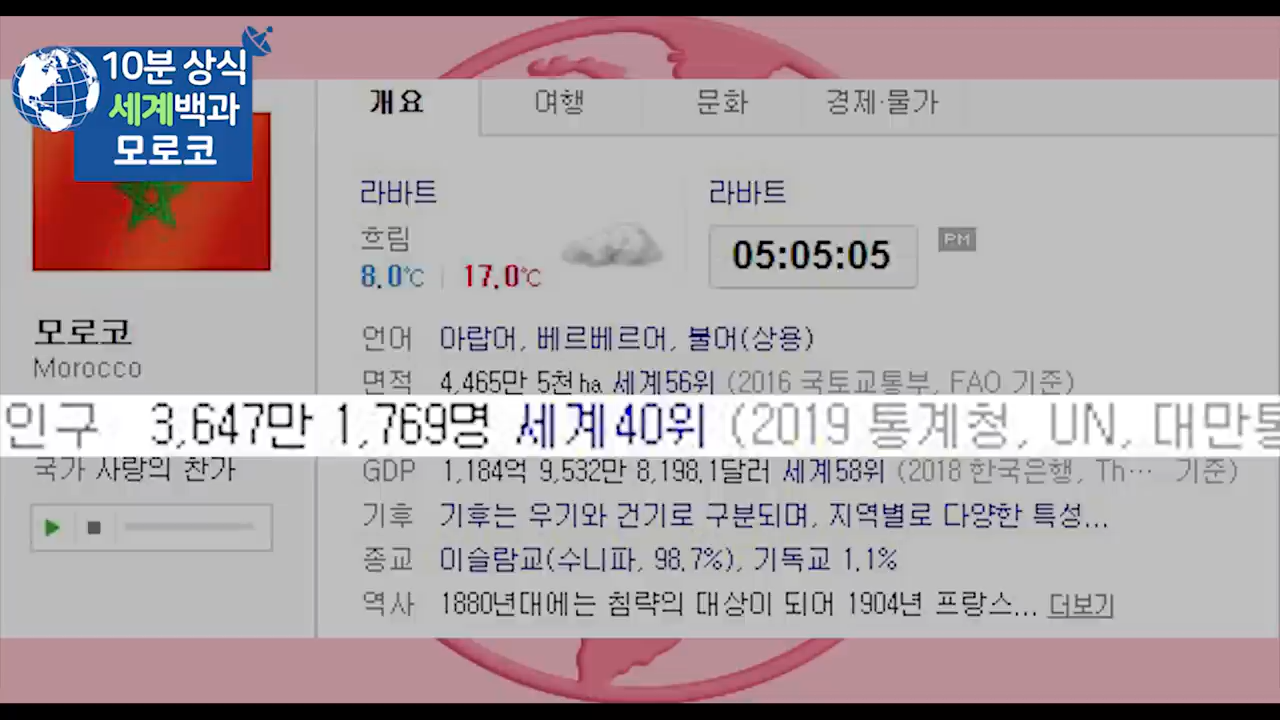 10분 상식
세계백과
모로코
개요
여행
문화
경제·물가
라바트
흐림
8.0℃ 17.0℃
라바트
05:05:05
PM
모로코
Morocco
언어 아랍어, 베르베르어, 불어(상용)
면적 4,465만 5천㏊ 세계56위 (2016 국토교통부, FAO 기준)
인구 3,647만 1,769명 세계40위 (2019 통계청, UN, 대만통
국가 사랑의 찬가
GDP 1,184억 9,532만 8,198.1달러 세계58위 (2018 한국은행, Th… 기준)
기후 기후는 우기와 건기로 구분되며, 지역별로 다양한 특성...
종교 이슬람교(수니파, 98.7%), 기독교 1.1%
역사 1880년대에는 침략의 대상이 되어 1904년 프랑스... 더보기